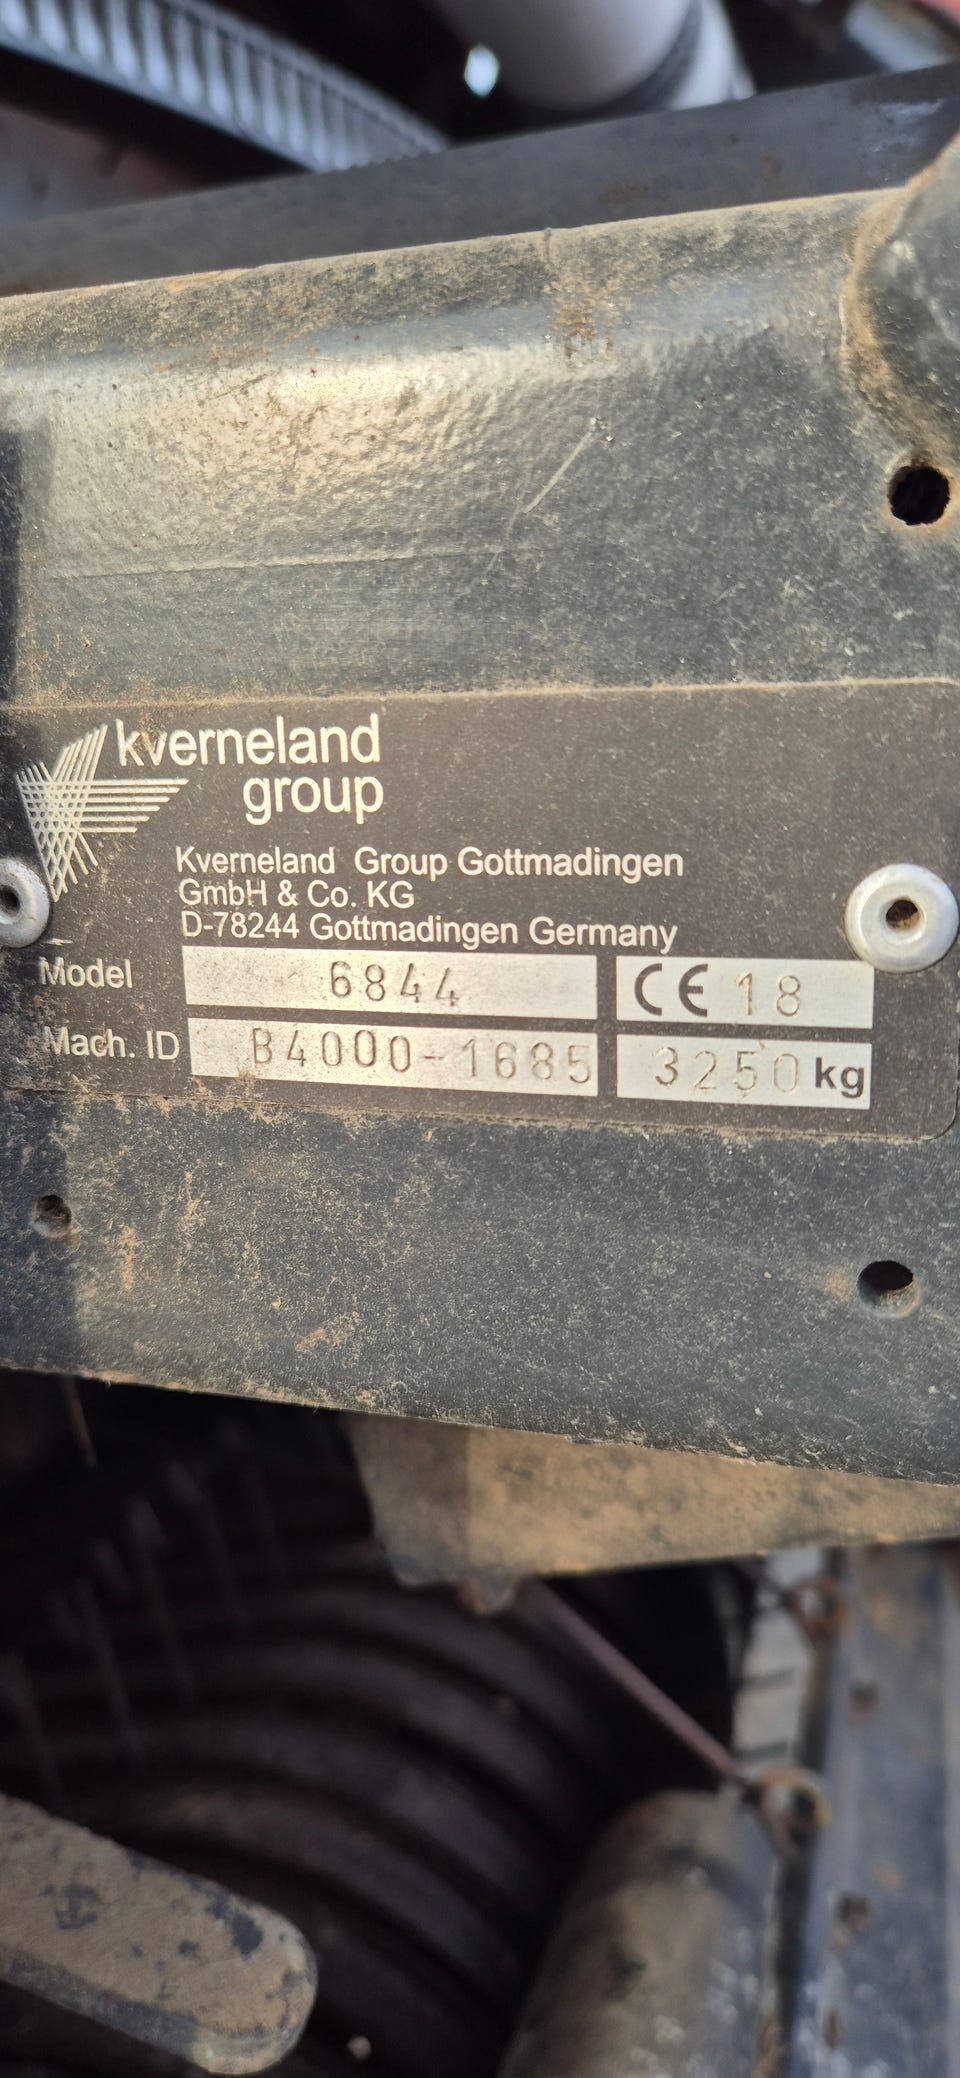 kverneland
group
Kverneland Group Gottmadingen
GmbH & Co. KG
D-78244 Gottmadingen Germany
Model 6844 CE 18
Mach. ID B4000-1685 3250 kg